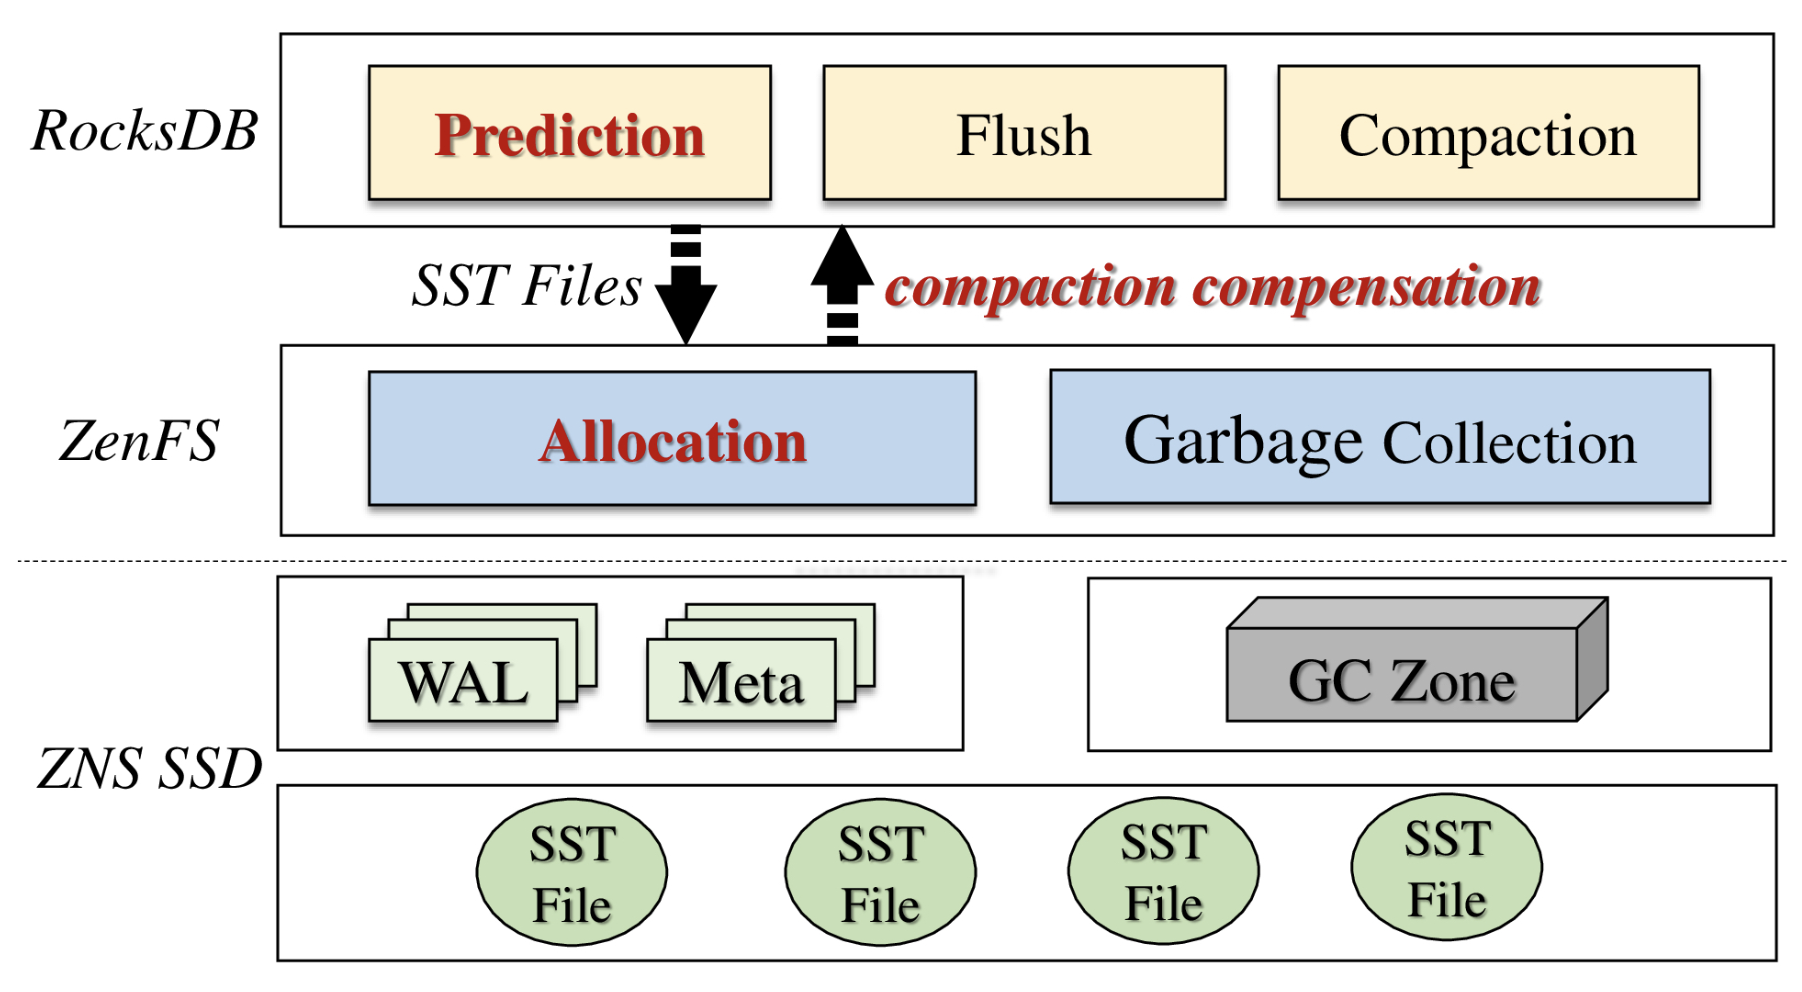 RocksDB
Prediction
Flush
Compaction
SST Files
compaction compensation
ZenFS
Allocation
Garbage Collection
ZNS SSD
WAL
Meta
GC Zone
SST
File
SST
File
SST
File
SST
File